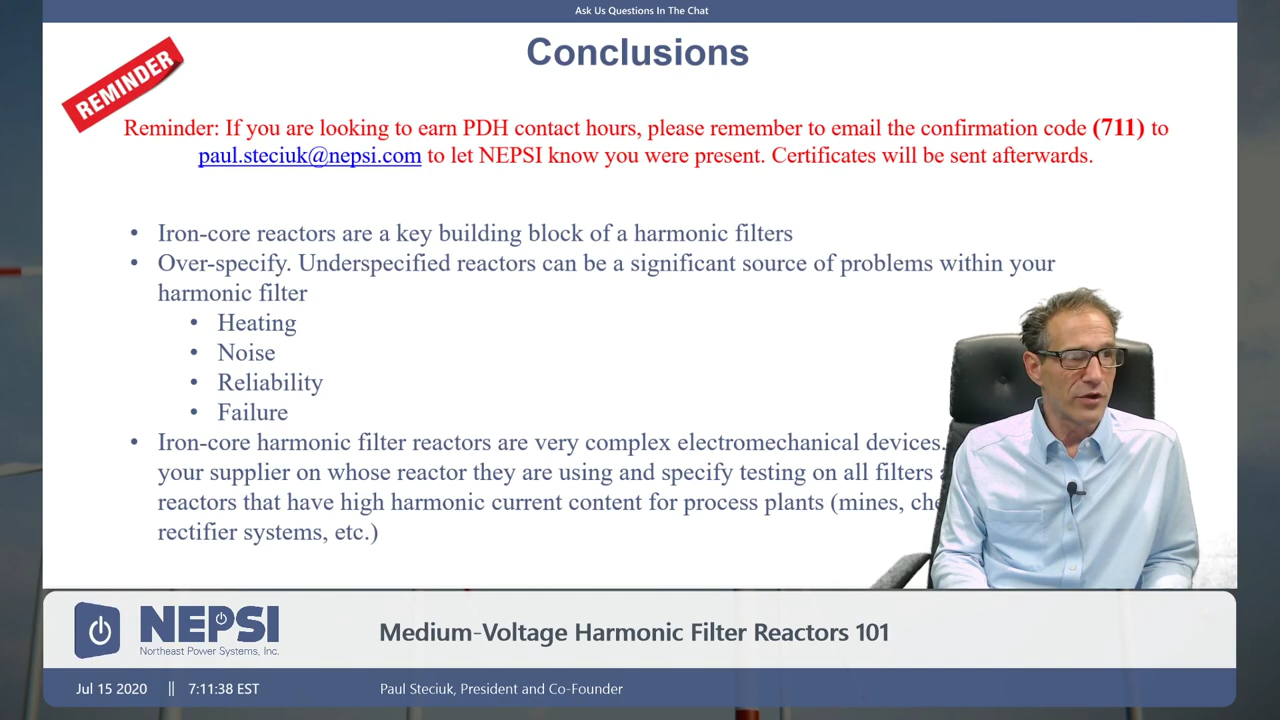 Ask Us Questions In The Chat
Conclusions
REMINDER
Reminder: If you are looking to earn PDH contact hours, please remember to email the confirmation code (711) to
paul.steciuk@nepsi.com to let NEPSI know you were present. Certificates will be sent afterwards.
• Iron-core reactors are a key building block of a harmonic filters
• Over-specify. Underspecified reactors can be a significant source of problems within your
harmonic filter
• Heating
• Noise
• Reliability
• Failure
• Iron-core harmonic filter reactors are very complex electromechanical devices.
your supplier on whose reactor they are using and specify testing on all filters
reactors that have high harmonic current content for process plants (mines,
rectifier systems, etc.)
NEPSI
Northeast Power Systems, Inc.
Medium-Voltage Harmonic Filter Reactors 101
Jul 15 2020 || 7:11:38 EST
Paul Steciuk, President and Co-Founder